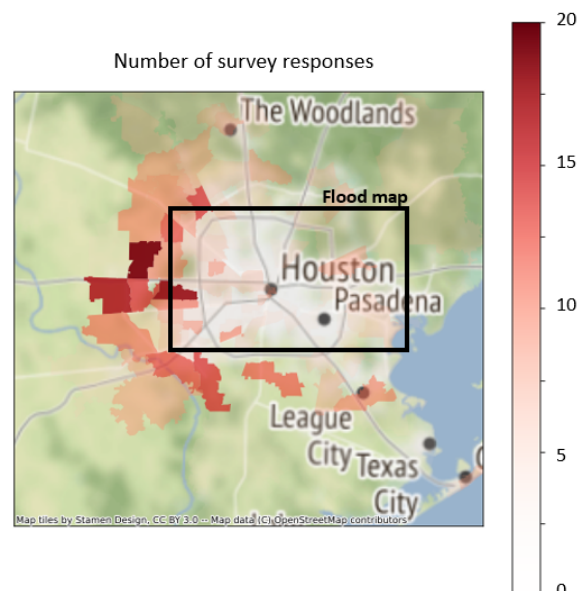 Number of survey responses
The Woodlands
Flood map
Houston
Pasadena
League
City
Texas
City
Map tiles by Stamen Design, CC BY 3.0 -- Map data (C) OpenStreetMap contributors
20
15
10
5
0